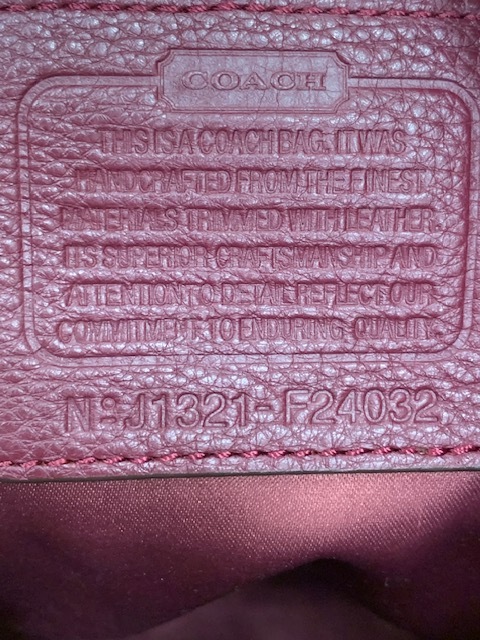 COACH
THIS IS A COACH BAG. IT WAS
HANDCRAFTED FROM THE FINEST
MATERIALS TRIMMED WITH LEATHER.
ITS SUPERIOR CRAFTSMANSHIP AND
ATTENTION TO DETAIL REFLECT OUR
COMMITMENT TO ENDURING QUALITY.
No: J1321-F24032